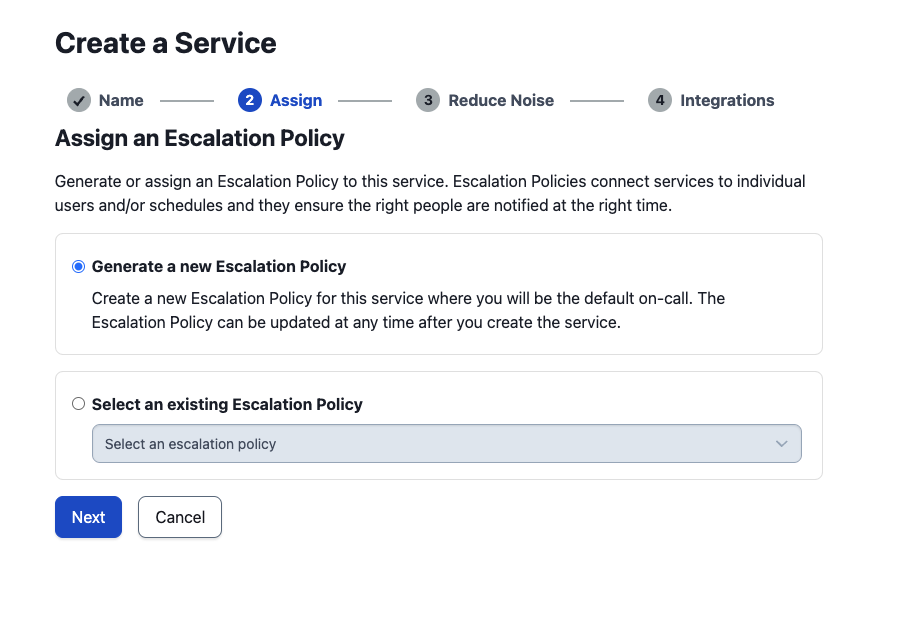 Create a Service
Name
2 Assign
3 Reduce Noise
4 Integrations
Assign an Escalation Policy
Generate or assign an Escalation Policy to this service. Escalation Policies connect services to individual
users and/or schedules and they ensure the right people are notified at the right time.
Generate a new Escalation Policy
Create a new Escalation Policy for this service where you will be the default on-call. The
Escalation Policy can be updated at any time after you create the service.
Select an existing Escalation Policy
Select an escalation policy
Next
Cancel